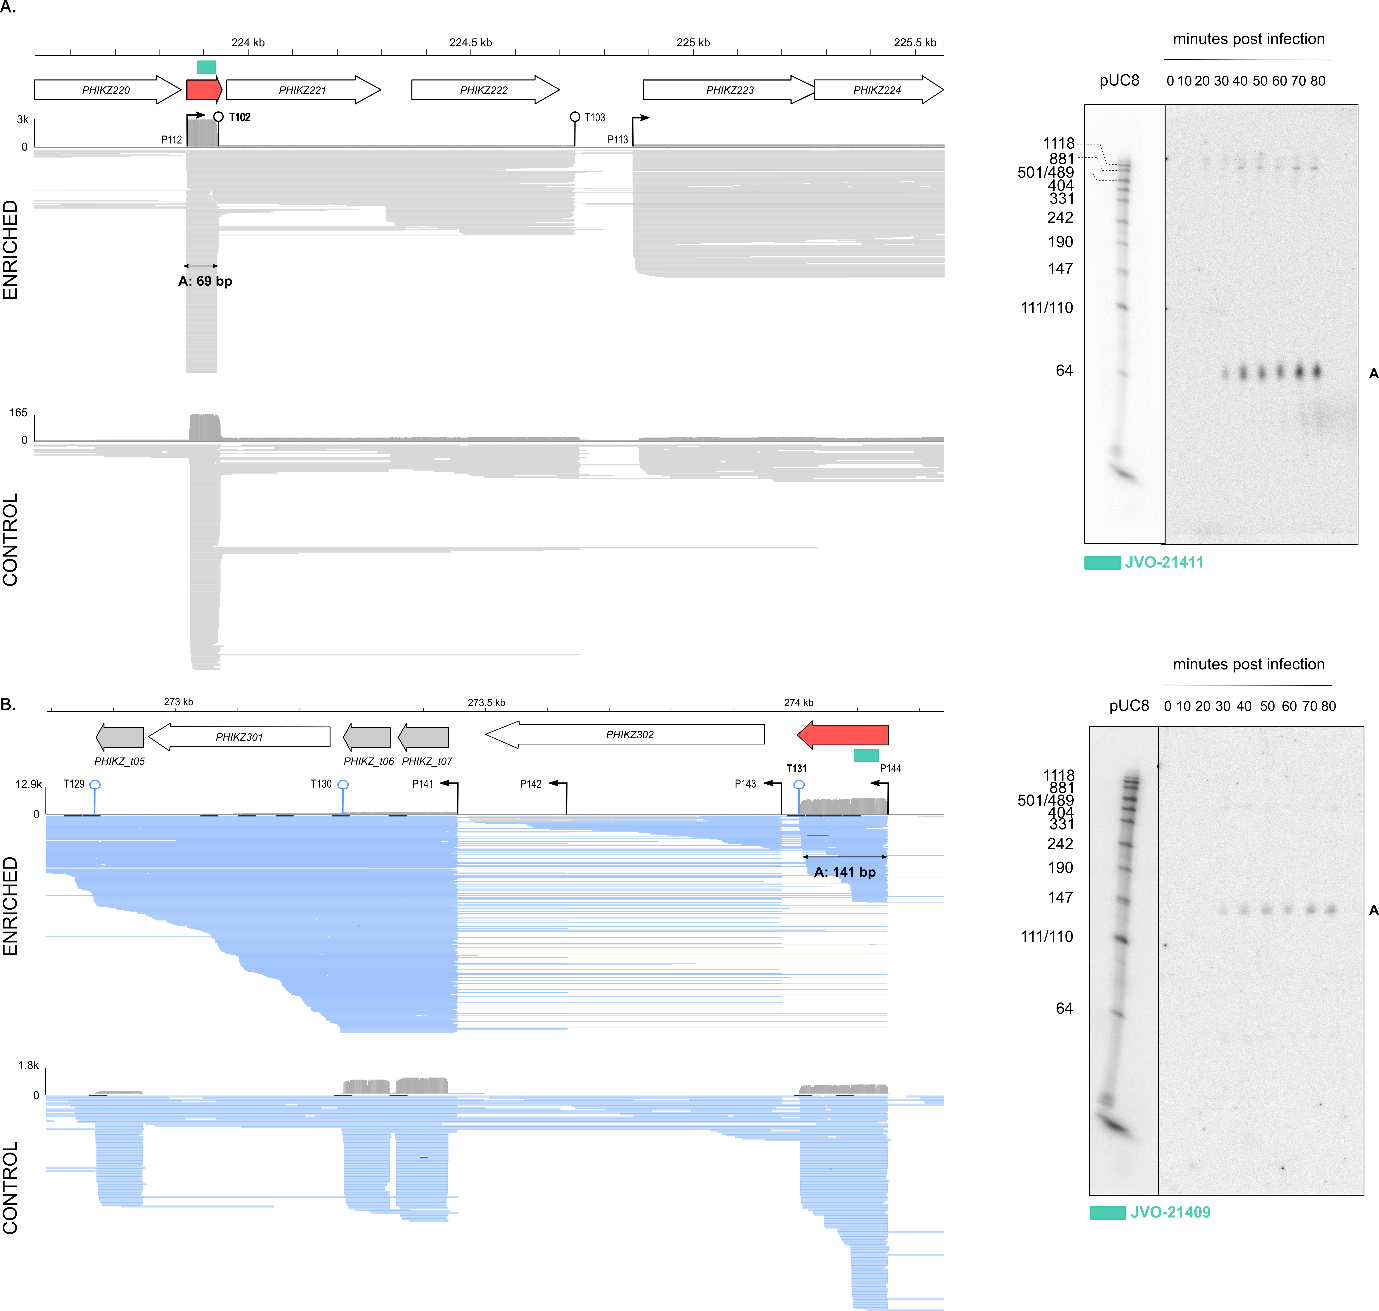 A.
224 kb 224.5 kb 225 kb 225.5 kb
PHIKZ220 PHIKZ221 PHIKZ222 PHIKZ223 PHIKZ224
P112 T102 T103 P113
3k
0
ENRICHED
A: 69 bp
165
0
CONTROL
minutes post infection
pUC8 0 10 20 30 40 50 60 70 80
1118
881
501/489
404
331
242
190
147
111/110
64
A
JVO-21411
B.
273 kb 273.5 kb 274 kb
PHIKZ301 PHIKZ302
PHIKZ_t05 PHIKZ_t06 PHIKZ_t07
T129 T130 P141 P142 P143 T131 P144
12.9k
0
ENRICHED
A: 141 bp
1.8k
0
CONTROL
minutes post infection
pUC8 0 10 20 30 40 50 60 70 80
1118
881
501/489
404
331
242
190
147
111/110
64
A
JVO-21409